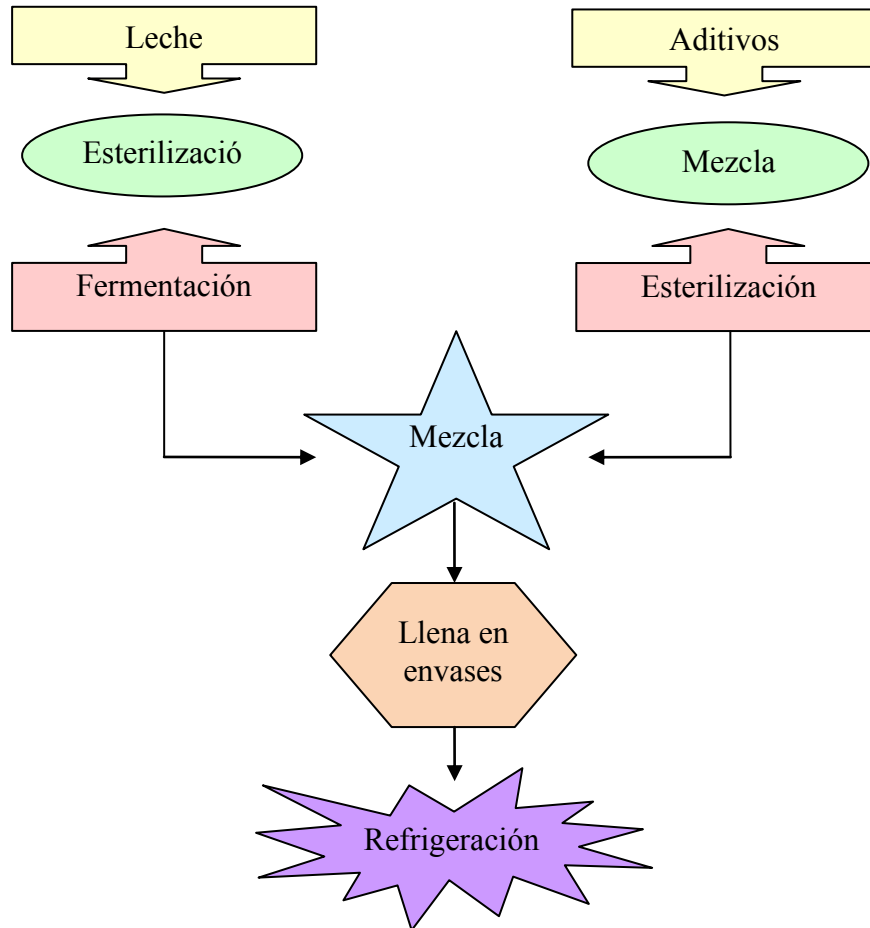 Leche
Aditivos
Esterilizació
Mezcla
Fermentación
Esterilización
Mezcla
Llena en
envases
Refrigeración